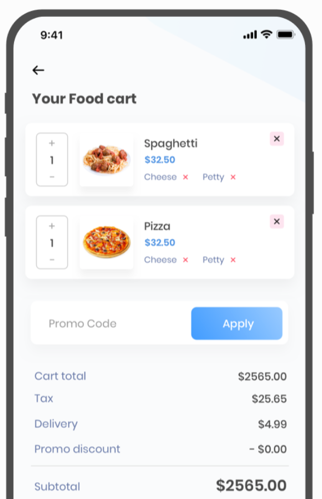 9:41
←
Your Food cart
+
1
−
Spaghetti
×
$32.50
Cheese × Petty ×
+
1
−
Pizza
×
$32.50
Cheese × Petty ×
Promo Code Apply
Cart total $2565.00
Tax $25.65
Delivery $4.99
Promo discount - $0.00
Subtotal $2565.00